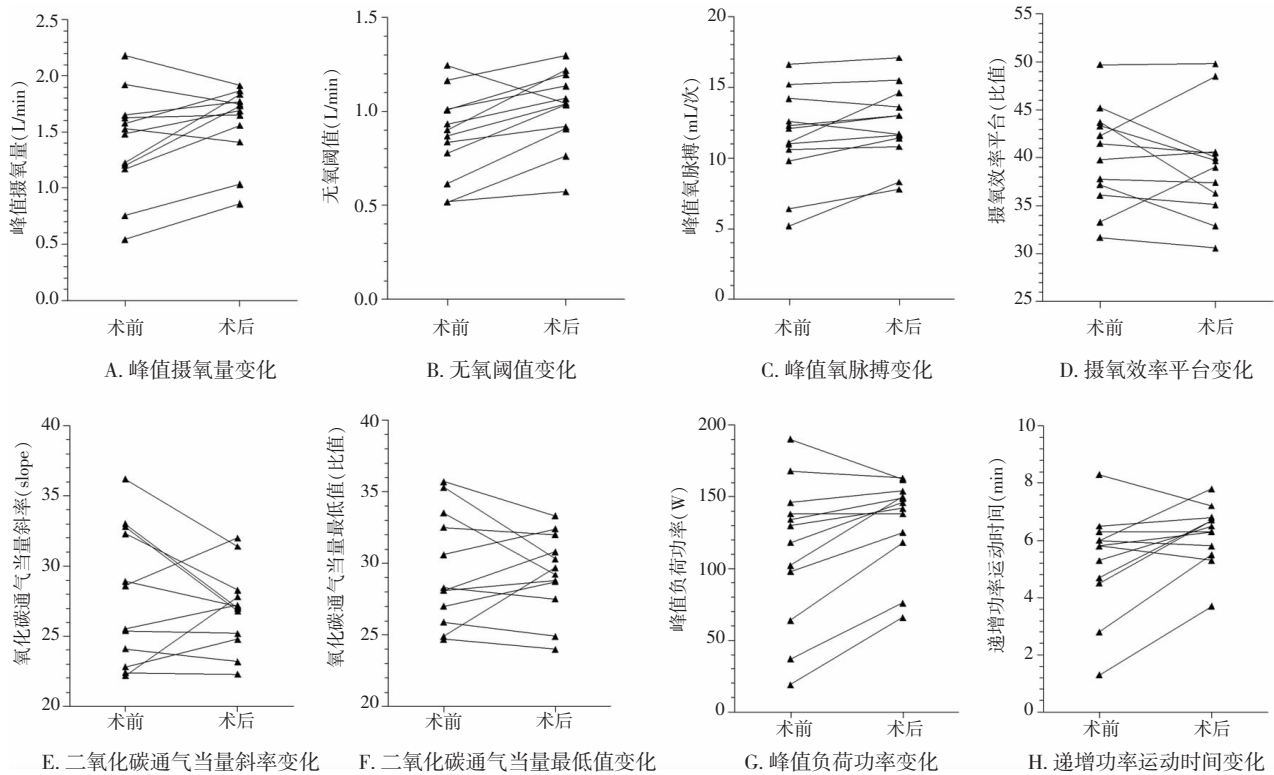 2.5
2.0
1.5
1.0
0.5
0.0
峰值摄氧量(L/min)
术前 术后
A. 峰值摄氧量变化
1.5
1.0
0.5
0.0
无氧阈值(L/min)
术前 术后
B. 无氧阈值变化
20
15
10
5
0
峰值氧脉搏(mL/次)
术前 术后
C. 峰值氧脉搏变化
55
50
45
40
35
30
25
摄氧效率平台(比值)
术前 术后
D. 摄氧效率平台变化
40
35
30
25
20
氧化碳通气当量斜率(slope)
术前 术后
E. 二氧化碳通气当量斜率变化
40
35
30
25
20
氧化碳通气当量最低值(比值)
术前 术后
F. 二氧化碳通气当量最低值变化
200
150
100
50
0
峰值负荷功率(W)
术前 术后
G. 峰值负荷功率变化
10
8
6
4
2
0
递增功率运动时间(min)
术前 术后
H. 递增功率运动时间变化